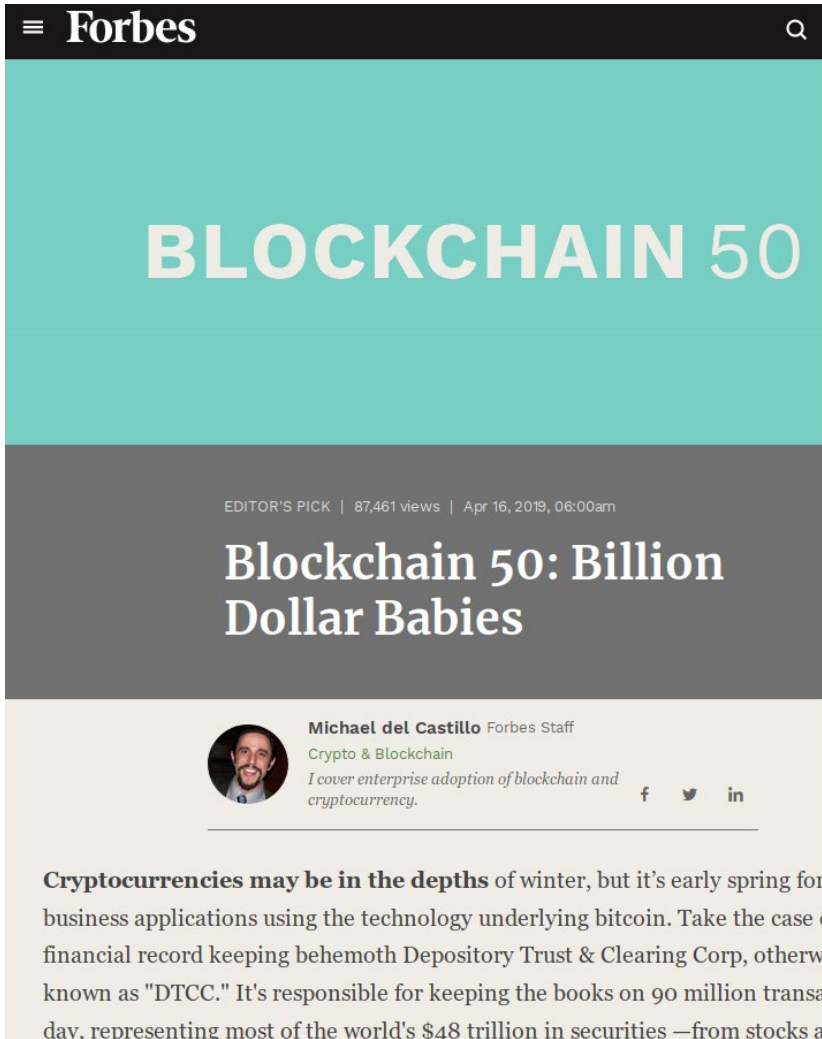 Forbes
BLOCKCHAIN 50
EDITOR'S PICK | 87,461 views | Apr 16, 2019, 06:00am
Blockchain 50: Billion
Dollar Babies
Michael del Castillo Forbes Staff
Crypto & Blockchain
I cover enterprise adoption of blockchain and
cryptocurrency.
f in
Cryptocurrencies may be in the depths of winter, but it’s early spring for
business applications using the technology underlying bitcoin. Take the case
financial record keeping behemoth Depository Trust & Clearing Corp,
known as "DTCC." It's responsible for keeping the books on 90 million
day, representing most of the world's $48 trillion in securities —from stocks